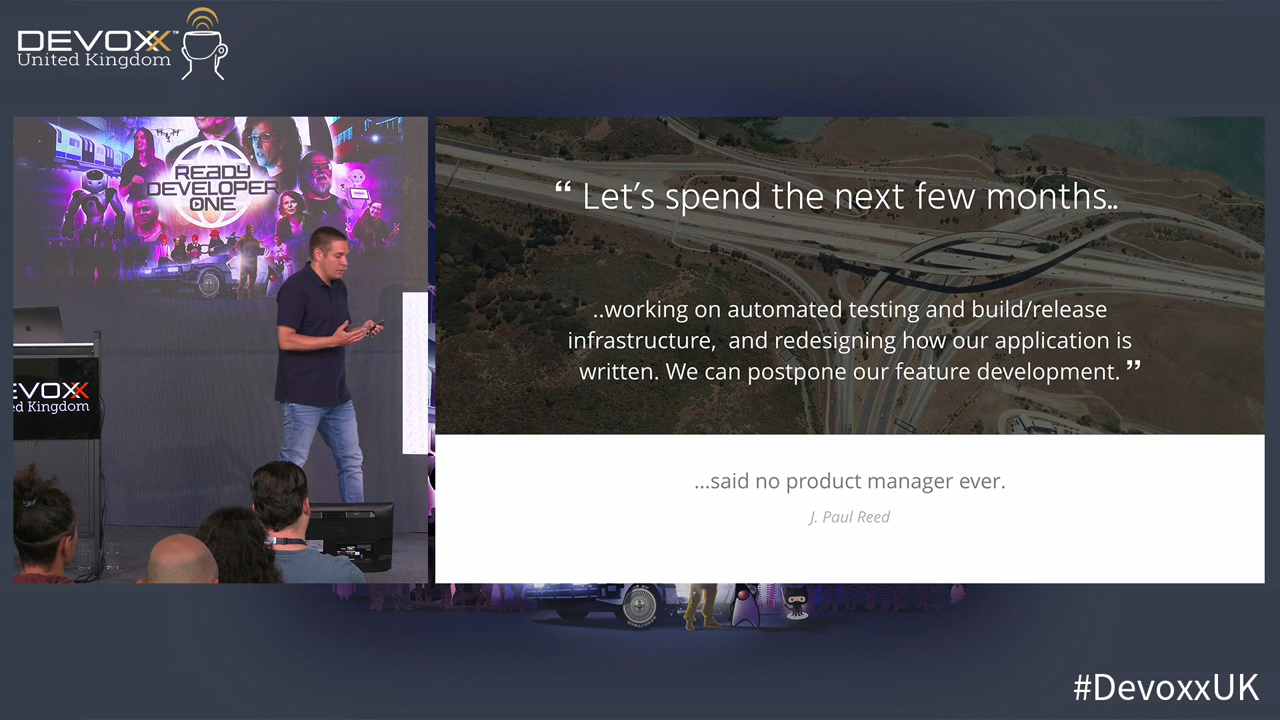 DEVOXX™
United Kingdom
READY
DEVELOPER
ONE
“ Let’s spend the next few months..
..working on automated testing and build/release
infrastructure,  and redesigning how our application is
written. We can postpone our feature development. ”
...said no product manager ever.
J. Paul Reed
EVOXX
ed Kingdom
#DevoxxUK